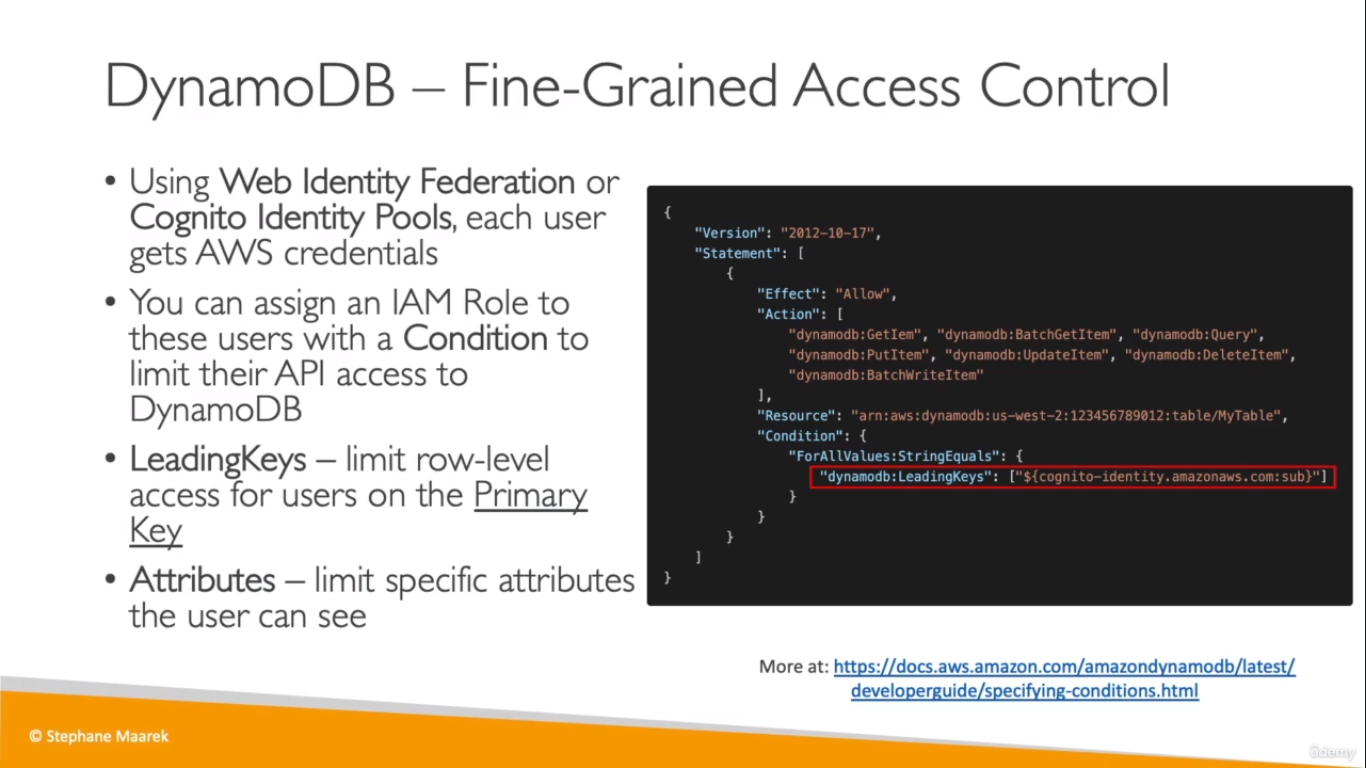 DynamoDB – Fine-Grained Access Control
• Using Web Identity Federation or
Cognito Identity Pools, each user
gets AWS credentials
• You can assign an IAM Role to
these users with a Condition to
limit their API access to
DynamoDB
• LeadingKeys – limit row-level
access for users on the Primary
Key
• Attributes – limit specific attributes
the user can see
{
"Version": "2012-10-17",
"Statement": [
{
"Effect": "Allow",
"Action": [
"dynamodb:GetIem", "dynamodb:BatchGetItem", "dynamodb:Query",
"dynamodb:PutItem", "dynamodb:UpdateItem", "dynamodb:DeleteItem",
"dynamodb:BatchWriteItem"
],
"Resource": "arn:aws:dynamodb:us-west-2:123456789012:table/MyTable",
"Condition": {
"ForAllValues:StringEquals": {
"dynamodb:LeadingKeys": ["${cognito-identity.amazonaws.com:sub}"]
}
}
}
]
}
More at: https://docs.aws.amazon.com/amazondynamodb/latest/
developerguide/specifying-conditions.html
© Stephane Maarek
ûdemy